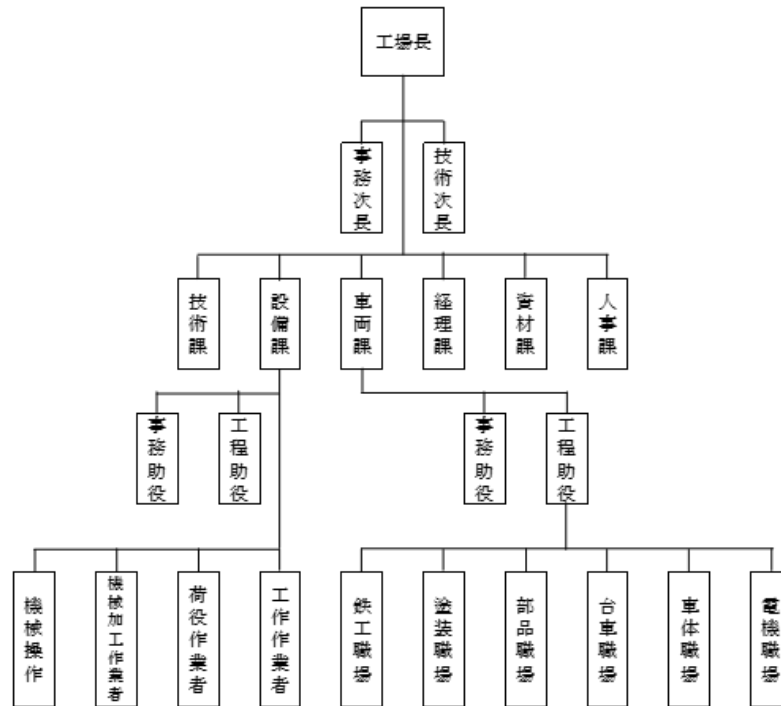 工場長
事務次長
技術次長
技術課
設備課
車両課
経理課
資材課
人事課
事務助役
工程助役
事務助役
工程助役
機械操作
機械加工作業者
荷役作業者
工作作業者
鉄工職場
塗装職場
部品職場
台車職場
車体職場
電機職場